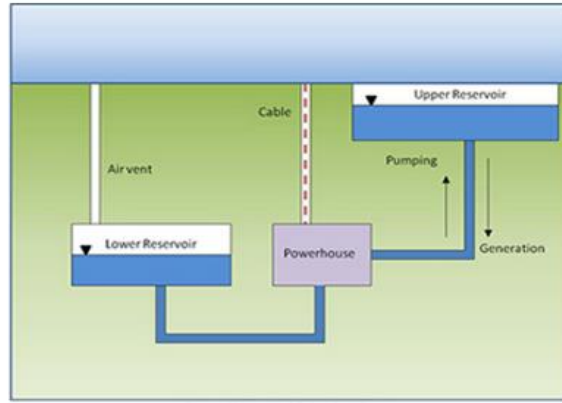 Upper Reservoir
Cable
Pumping
Air vent
Lower Reservoir
Powerhouse
Generation